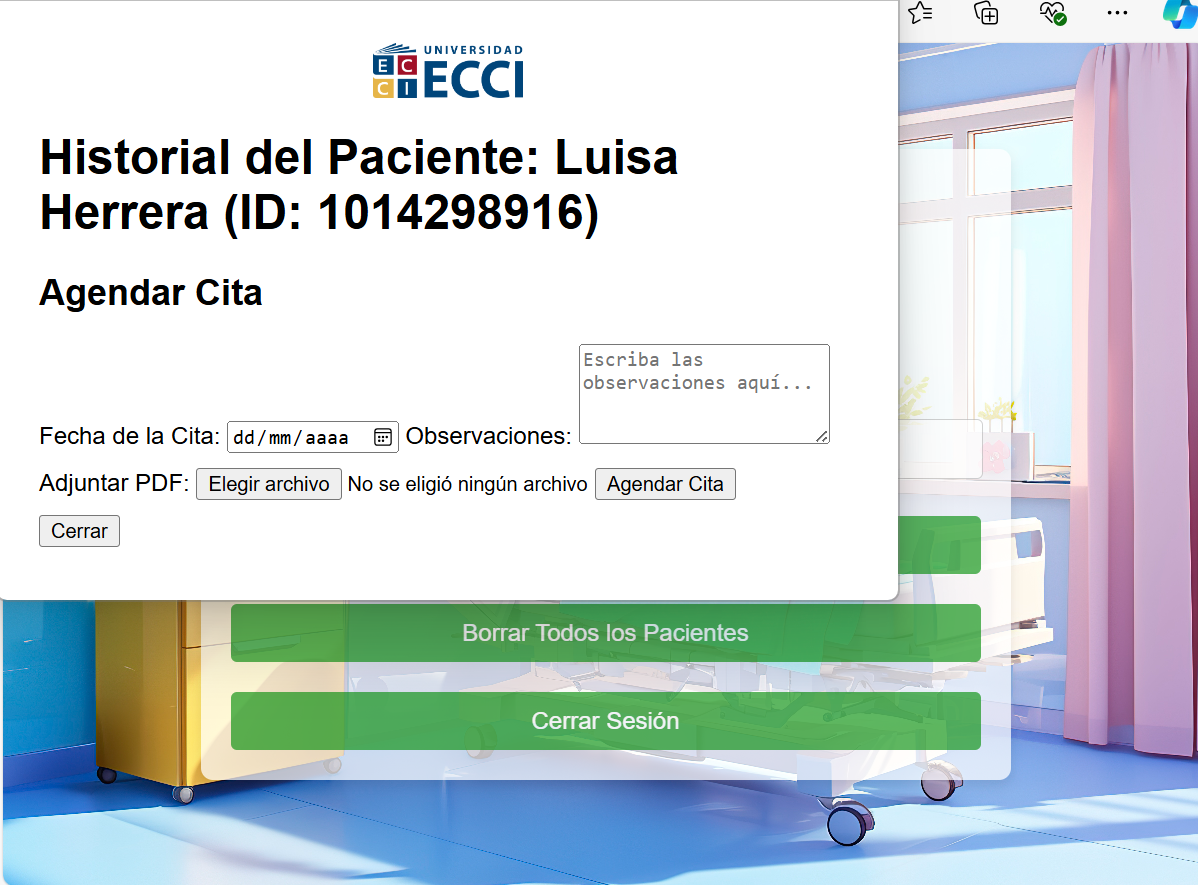 UNIVERSIDAD
E C
C I ECCI
Historial del Paciente: Luisa
Herrera (ID: 1014298916)
Agendar Cita
Escriba las
observaciones aquí...
Fecha de la Cita: dd/mm/aaaa Observaciones:
Adjuntar PDF: Elegir archivo No se eligió ningún archivo Agendar Cita
Cerrar
Borrar Todos los Pacientes
Cerrar Sesión